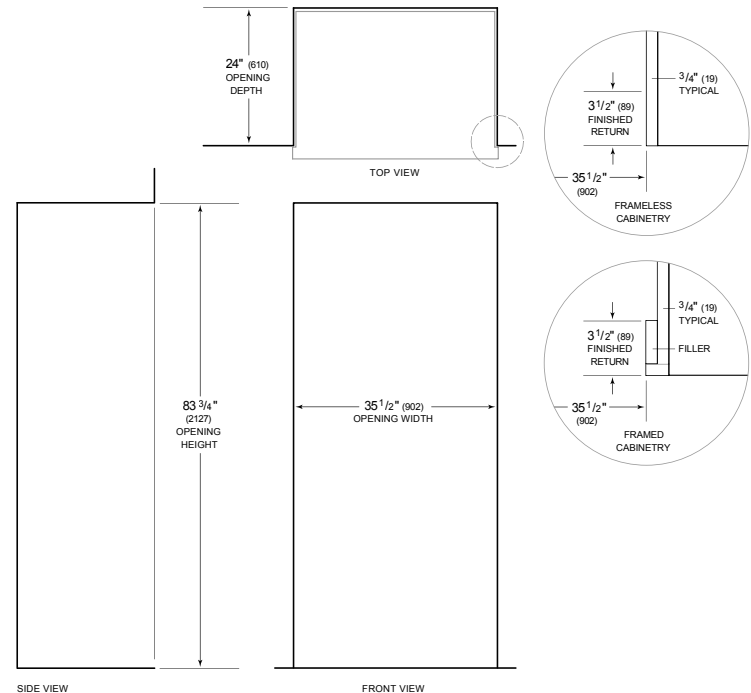 24" (610)
OPENING
DEPTH
TOP VIEW
3/4" (19)
TYPICAL
3 1/2" (89)
FINISHED
RETURN
35 1/2"
(902)
FRAMELESS
CABINETRY
3/4" (19)
TYPICAL
3 1/2" (89)
FINISHED
RETURN
FILLER
35 1/2"
(902)
FRAMED
CABINETRY
83 3/4"
(2127)
OPENING
HEIGHT
35 1/2" (902)
OPENING WIDTH
SIDE VIEW
FRONT VIEW